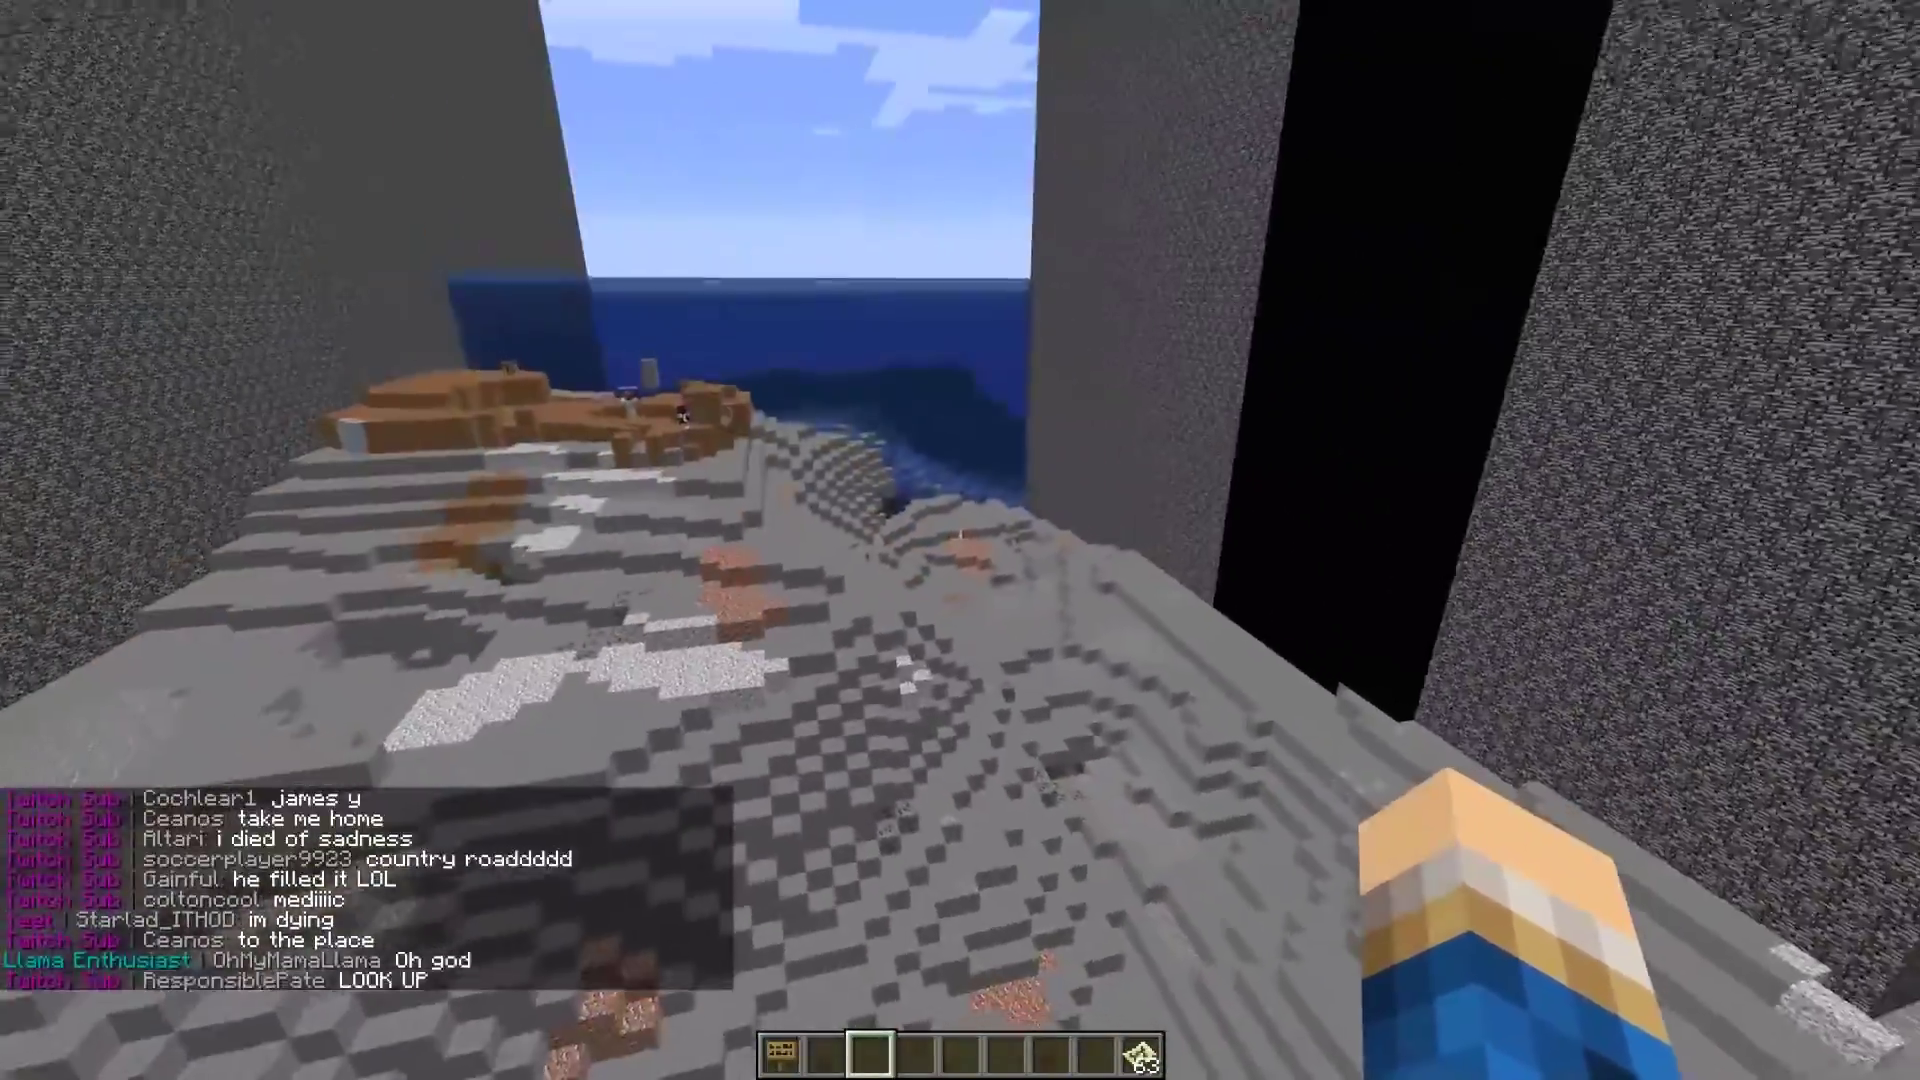 Twitch Sub | Cochlear1 james y
Twitch Sub | Ceanos take me home
Twitch Sub | Altari i died of sadness
Twitch Sub | soccerplayer9923 country roaddddd
Twitch Sub | Gainful he filled it LOL
Twitch Sub | coltoncool mediiiic
Yeet | Starlad_ITHOD im dying
Twitch Sub | Ceanos to the place
Llama Enthusiast | OhMyMamaLlama Oh god
Twitch Sub | ResponsiblePate LOOK UP
63